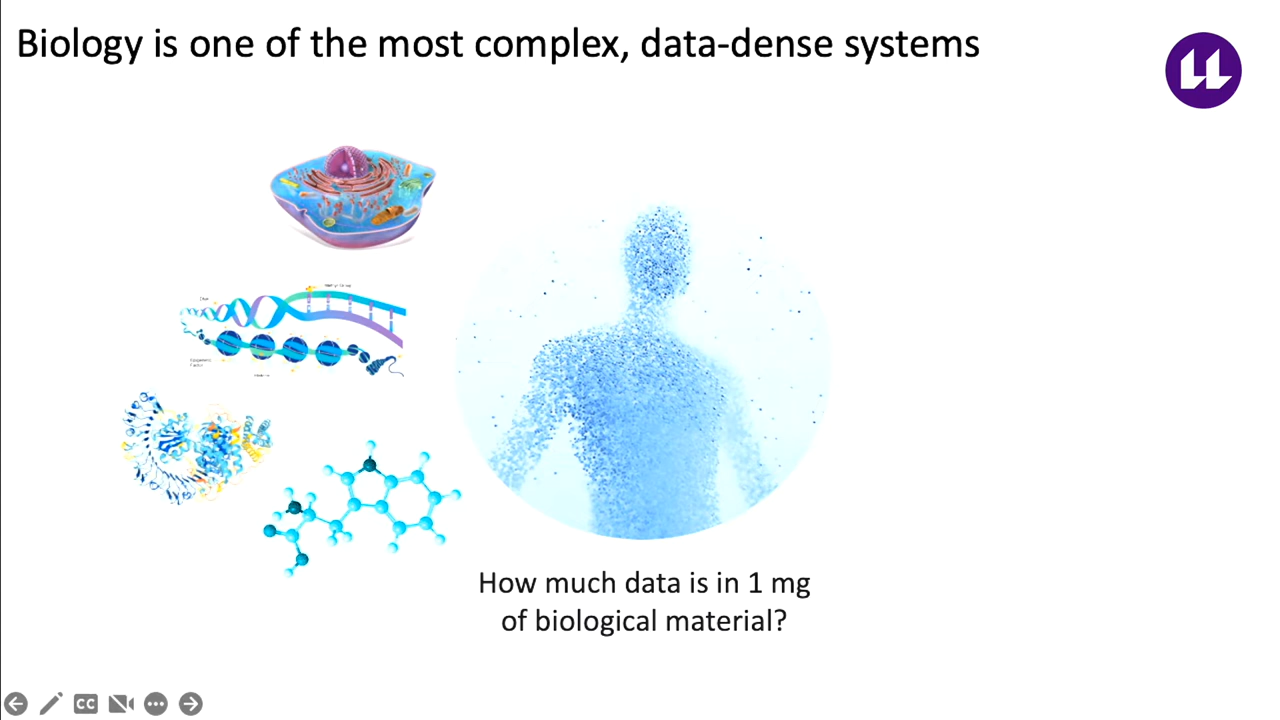 Biology is one of the most complex, data-dense systems
How much data is in 1 mg
of biological material?
CC